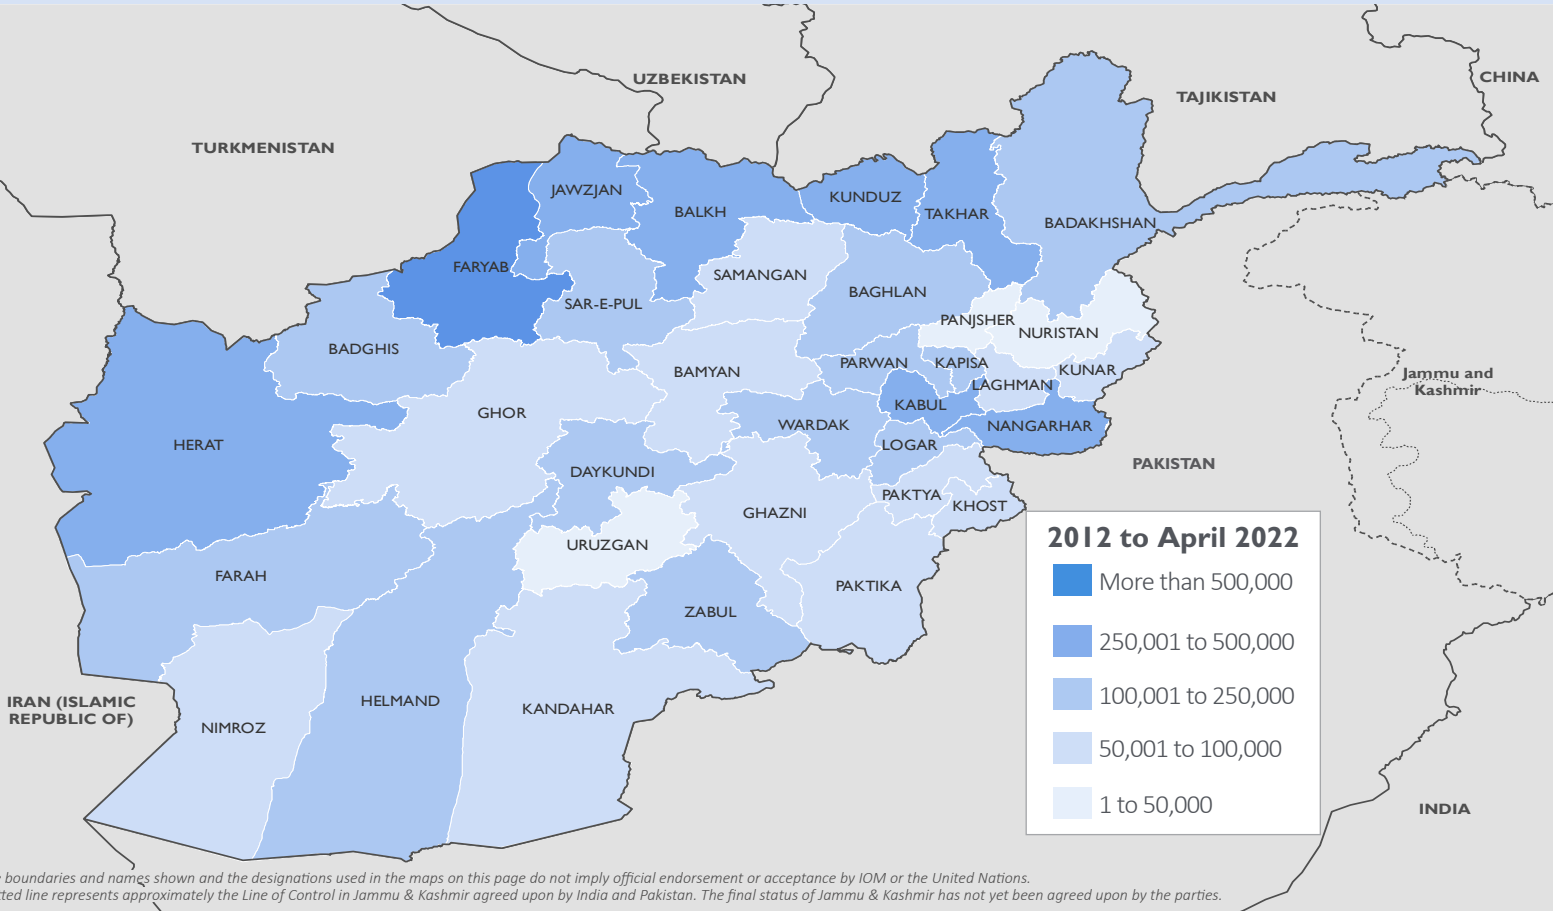 UZBEKISTAN
CHINA
TAJIKISTAN
TURKMENISTAN
JAWZJAN
KUNDUZ
BALKH
TAKHAR
BADAKHSHAN
FARYAB
SAMANGAN
BAGHLAN
SAR-E-PUL
PANJSHER
NURISTAN
BADGHIS
PARWAN
KAPISA
KUNAR
BAMYAN
LAGHMAN
Jammu and
Kashmir
KABUL
GHOR
WARDAK
NANGARHAR
HERAT
LOGAR
DAYKUNDI
PAKISTAN
PAKTYA
KHOST
GHAZNI
URUZGAN
FARAH
PAKTIKA
ZABUL
2012 to April 2022
More than 500,000
250,001 to 500,000
100,001 to 250,000
50,001 to 100,000
1 to 50,000
IRAN (ISLAMIC
REPUBLIC OF)
HELMAND
KANDAHAR
NIMROZ
INDIA
boundaries and names shown and the designations used in the maps on this page do not imply official endorsement or acceptance by IOM or the United Nations.
line represents approximately the Line of Control in Jammu & Kashmir agreed upon by India and Pakistan. The final status of Jammu & Kashmir has not yet been agreed upon by the parties.